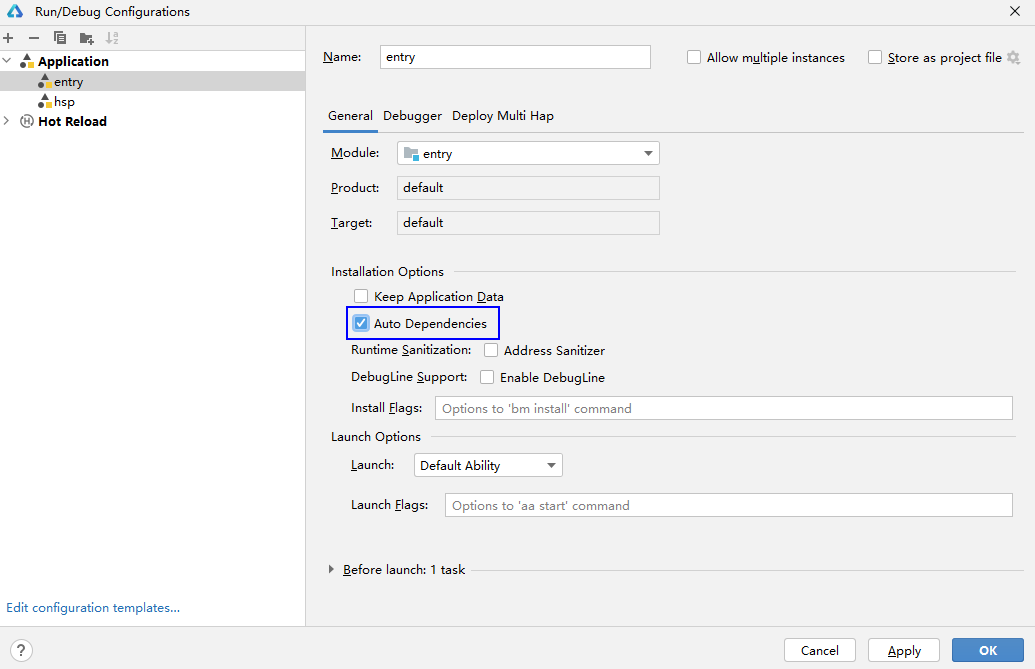 Run/Debug Configurations
Application
entry
hsp
Hot Reload
Edit configuration templates...
Name: entry
Allow multiple instances
Store as project file
General Debugger Deploy Multi Hap
Module: entry
Product: default
Target: default
Installation Options
Keep Application Data
Auto Dependencies
Runtime Sanitization: Address Sanitizer
DebugLine Support: Enable DebugLine
Install Flags: Options to 'bm install' command
Launch Options
Launch: Default Ability
Launch Flags: Options to 'aa start' command
Before launch: 1 task
? Cancel Apply OK